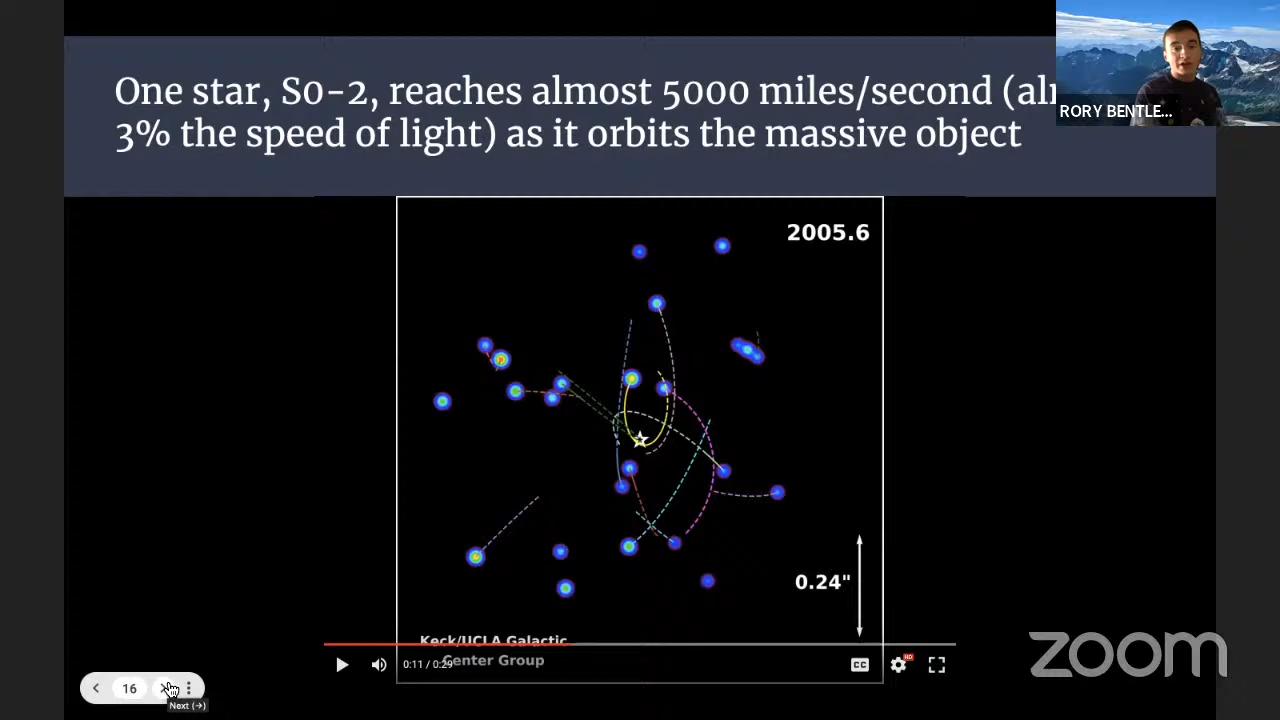 One star, S0-2, reaches almost 5000 miles/second (al
3% the speed of light) as it orbits the massive object
RORY BENTLE...
2005.6
0.24"
Keck/UCLA Galactic
Center Group
0:11 / 0:29
CC
HD
16
Next (→)
zoom